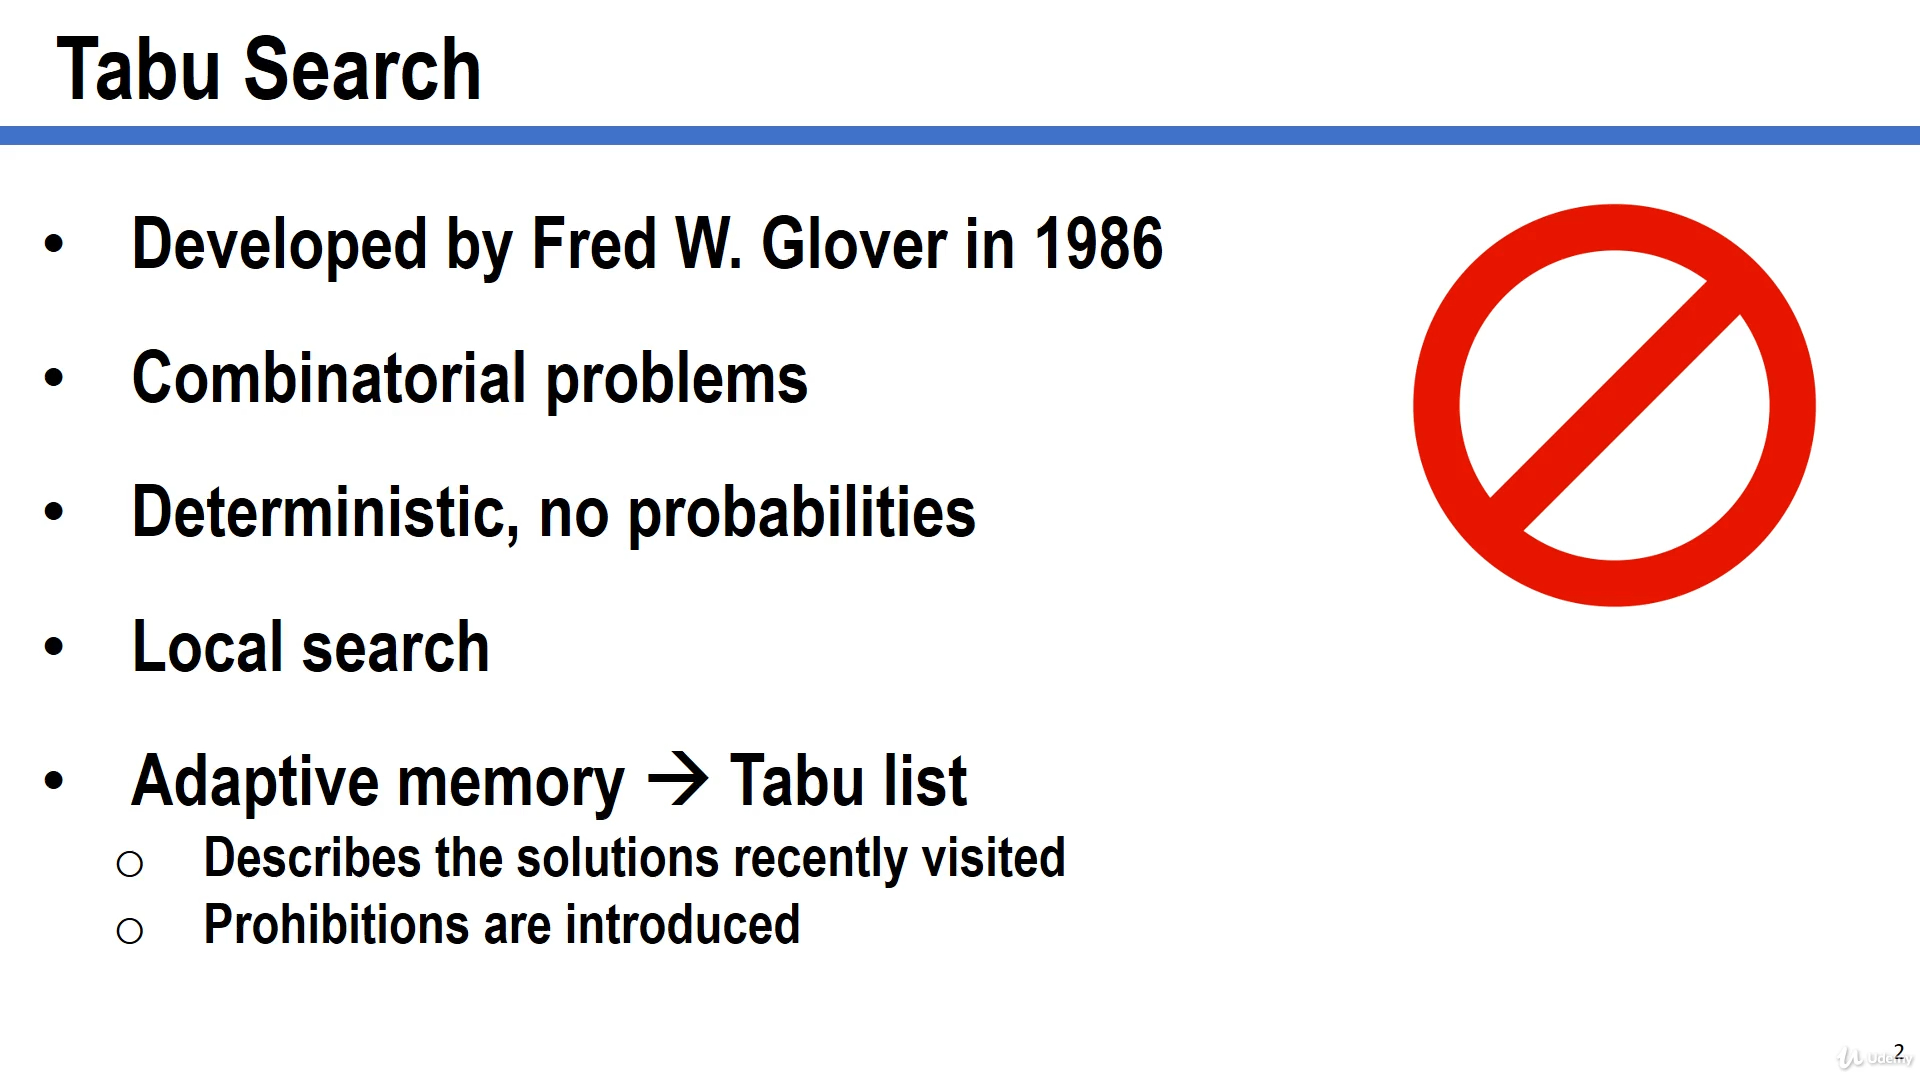 Tabu Search
• Developed by Fred W. Glover in 1986
• Combinatorial problems
• Deterministic, no probabilities
• Local search
• Adaptive memory → Tabu list
o Describes the solutions recently visited
o Prohibitions are introduced
2
Udemy